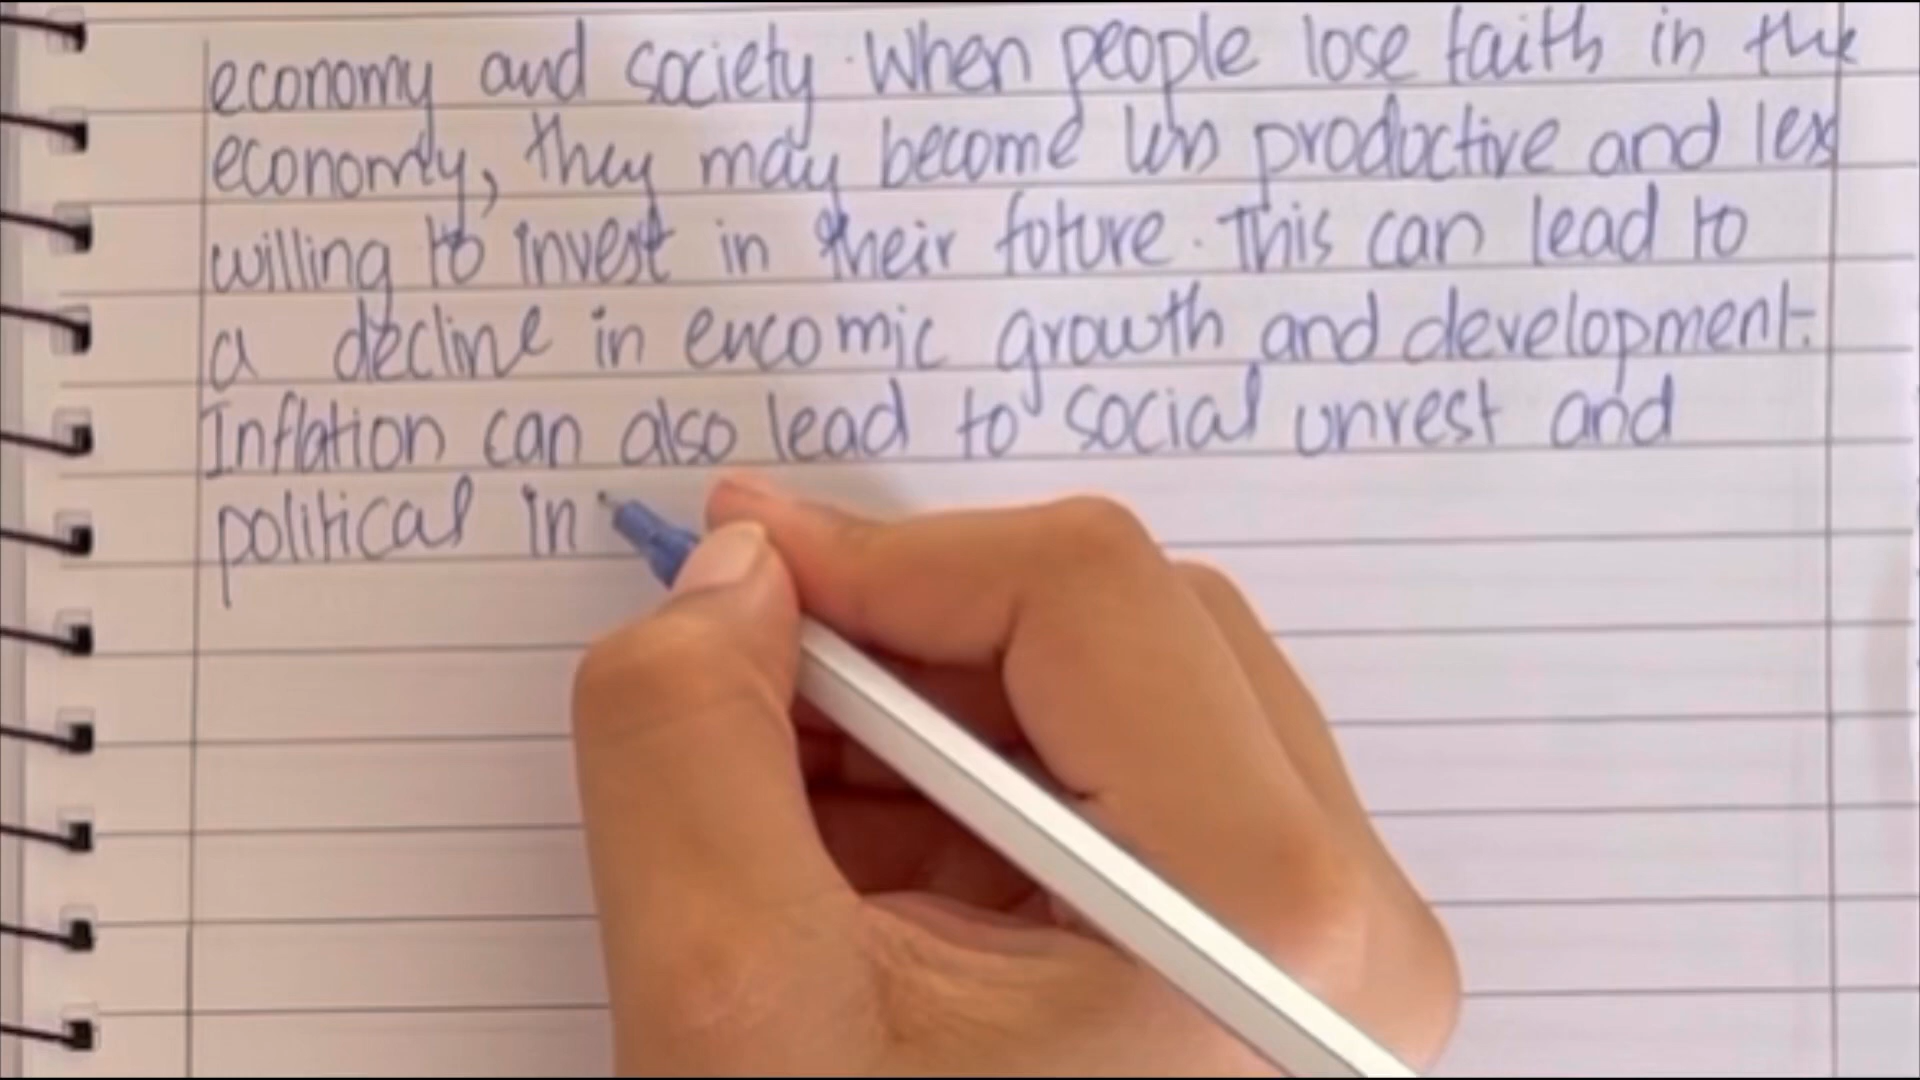 economy and society. When people lose faith in the
economy, they may become less productive and less
willing to invest in their future. This can lead to
a decline in encomic growth and development.
Inflation can also lead to social unrest and
political in